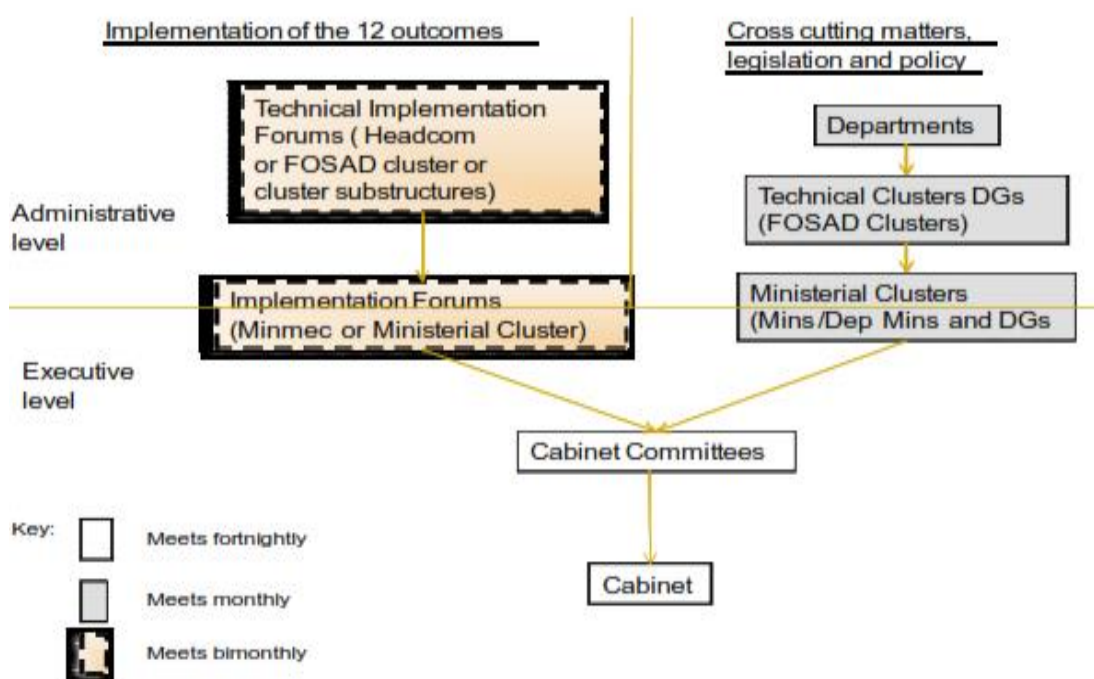 Implementation of the 12 outcomes
Cross cutting matters,
legislation and policy
Technical Implementation
Forums ( Headcom
or FOSAD cluster or
cluster substructures)
Departments
Technical Clusters DGs
(FOSAD Clusters)
Administrative
level
Implementation Forums
(Minmec or Ministerial Cluster)
Ministerial Clusters
(Mins /Dep Mins and DGs
Executive
level
Cabinet Committees
Cabinet
Key:
Meets fortnightly
Meets monthly
Meets bimonthly